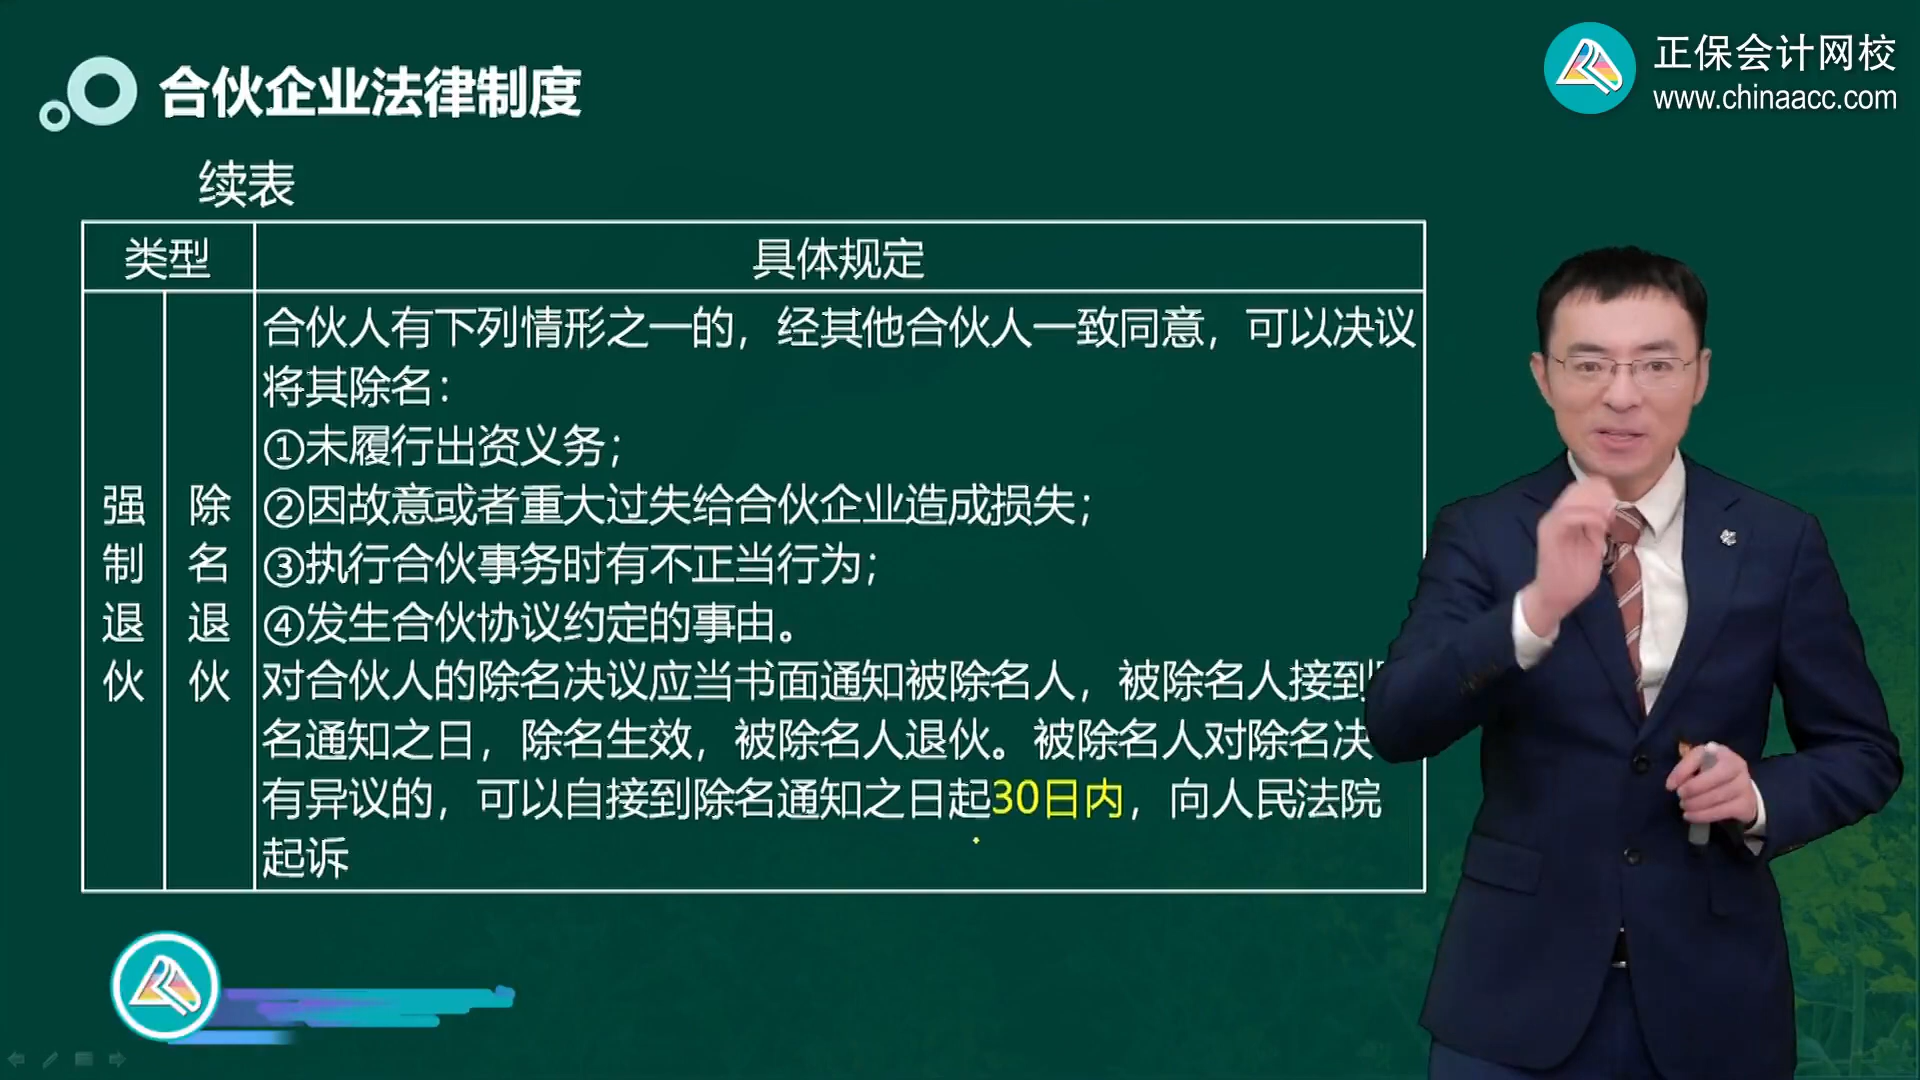 正保会计网校
www.chinaacc.com
合伙企业法律制度
续表
类型
具体规定
强制退伙
除名退伙
合伙人有下列情形之一的，经其他合伙人一致同意，可以决议
将其除名：
①未履行出资义务；
②因故意或者重大过失给合伙企业造成损失；
③执行合伙事务时有不正当行为；
④发生合伙协议约定的事由。
对合伙人的除名决议应当书面通知被除名人，被除名人接到
名通知之日，除名生效，被除名人退伙。被除名人对除名决
有异议的，可以自接到除名通知之日起30日内，向人民法院
起诉